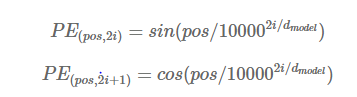 PE(pos,2i) = sin(pos/10000^2i/dmodel)
PE(pos,2i+1) = cos(pos/10000^2i/dmodel)